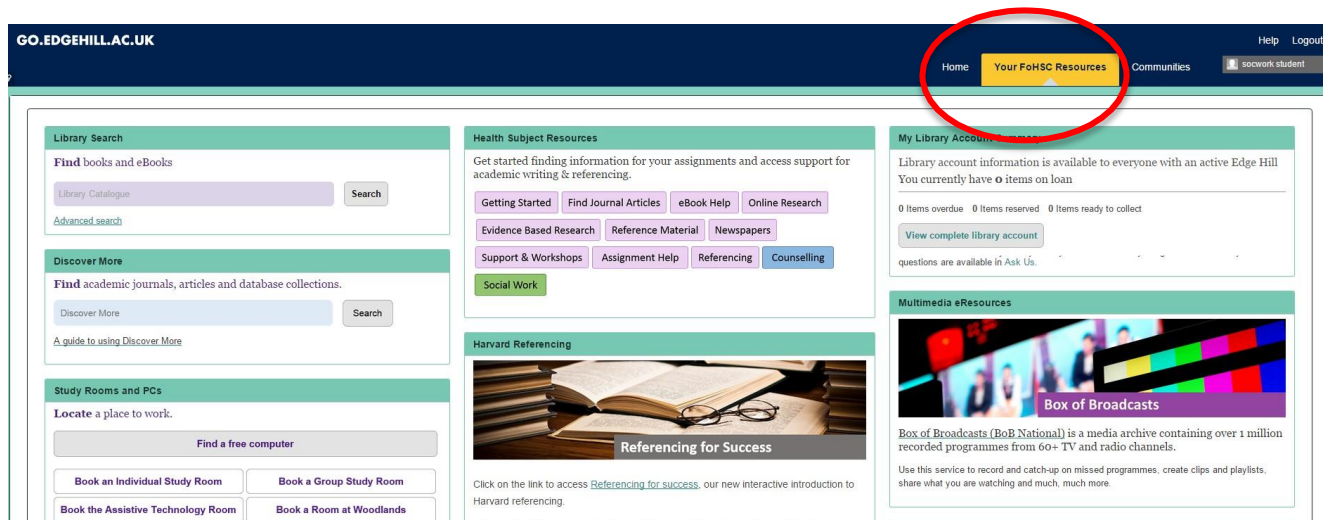 GO.EDGEHILL.AC.UK
Help Logout
Home Your FoHSC Resources Communities socwork student
?
Library Search
Find books and eBooks
Library Catalogue Search
Advanced search
Discover More
Find academic journals, articles and database collections.
Discover More Search
A guide to using Discover More
Study Rooms and PCs
Locate a place to work.
Find a free computer
Book an Individual Study Room Book a Group Study Room
Book the Assistive Technology Room Book a Room at Woodlands
Health Subject Resources
Get started finding information for your assignments and access support for
academic writing & referencing.
Getting Started Find Journal Articles eBook Help Online Research
Evidence Based Research Reference Material Newspapers
Support & Workshops Assignment Help Referencing Counselling
Social Work
Harvard Referencing
Referencing for Success
Click on the link to access Referencing for success, our new interactive introduction to
Harvard referencing.
My Library Account Summary
Library account information is available to everyone with an active Edge Hill
You currently have 0 items on loan
0 Items overdue 0 Items reserved 0 Items ready to collect
View complete library account
questions are available in Ask Us.
Multimedia eResources
Box of Broadcasts
Box of Broadcasts (BoB National) is a media archive containing over 1 million
recorded programmes from 60+ TV and radio channels.
Use this service to record and catch-up on missed programmes, create clips and playlists,
share what you are watching and much, much more.